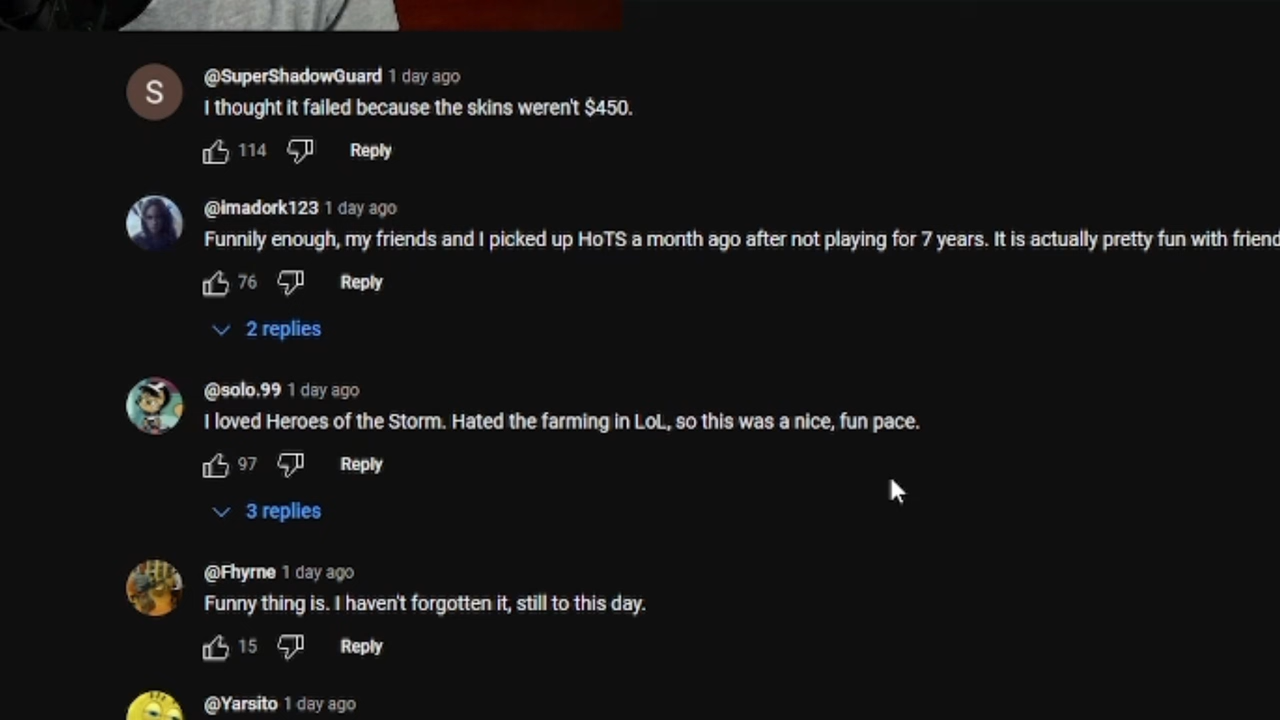 S
@SuperShadowGuard 1 day ago
I thought it failed because the skins weren't $450.
114 Reply
@imadork123 1 day ago
Funnily enough, my friends and I picked up HoTS a month ago after not playing for 7 years. It is actually pretty fun with friend
76 Reply
2 replies
@solo.99 1 day ago
I loved Heroes of the Storm. Hated the farming in LoL, so this was a nice, fun pace.
97 Reply
3 replies
@Fhyrne 1 day ago
Funny thing is. I haven't forgotten it, still to this day.
15 Reply
@Yarsito 1 day ago